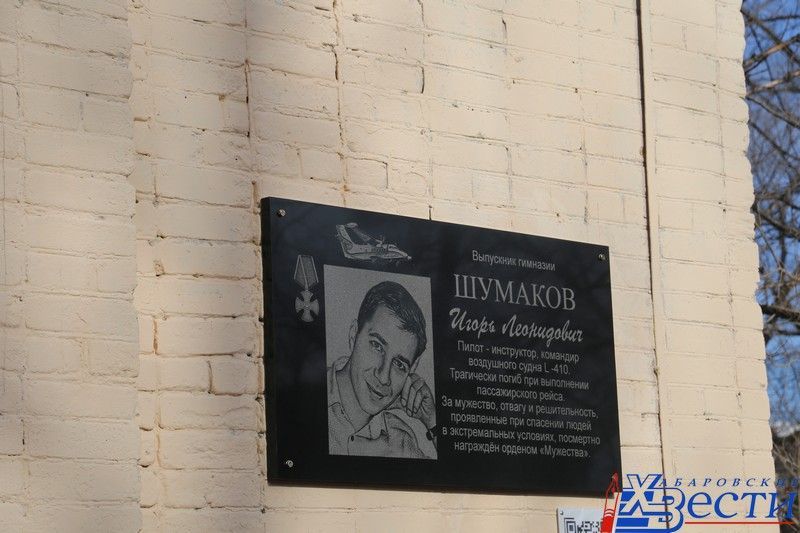 Выпускник гимназии
ШУМАКОВ
Игорь Леонидович
Пилот - инструктор, командир
воздушного судна L -410.
Трагически погиб при выполнении
пассажирского рейса.
За мужество, отвагу и решительность,
проявленные при спасении людей
в экстремальных условиях, посмертно
награждён орденом «Мужества».
ХАБАРОВСКИЕ
ВЕСТИ